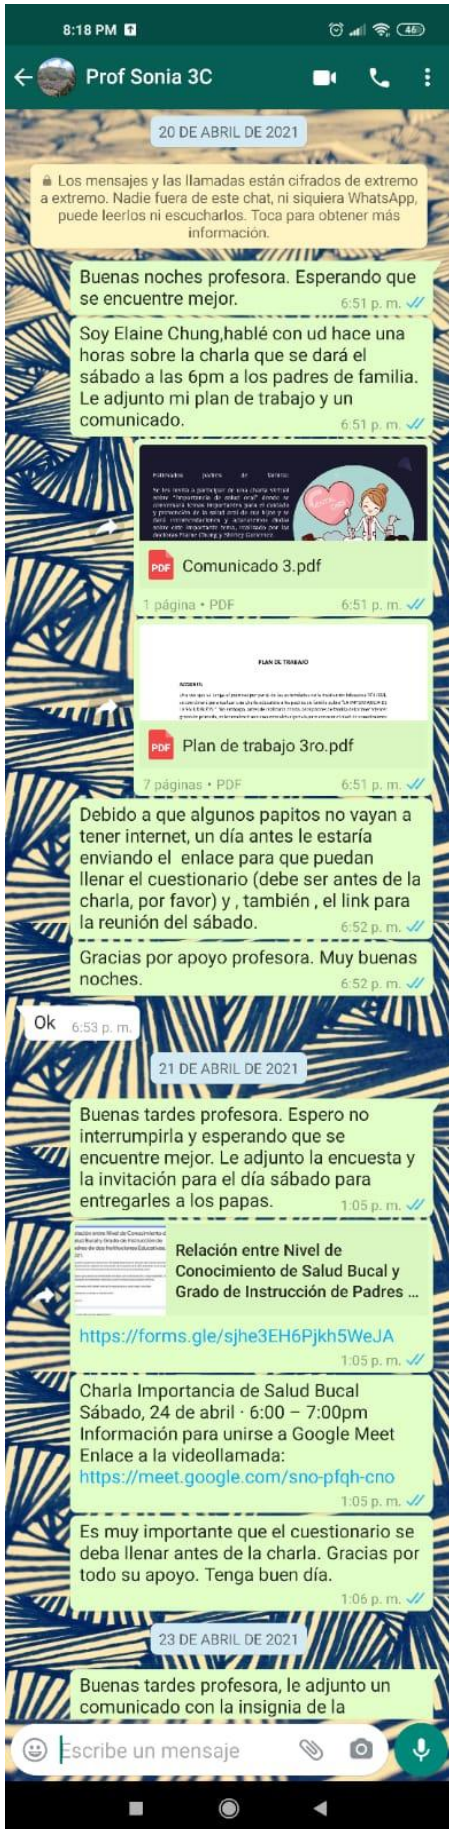 8:18 PM
46
Prof Sonia 3C
20 DE ABRIL DE 2021
Los mensajes y las llamadas están cifrados de extremo
a extremo. Nadie fuera de este chat, ni siquiera WhatsApp,
puede leerlos ni escucharlos. Toca para obtener más
información.
Buenas noches profesora. Esperando que
se encuentre mejor.
6:51 p. m.
Soy Elaine Chung,hablé con ud hace una
horas sobre la charla que se dará el
sábado a las 6pm a los padres de familia.
Le adjunto mi plan de trabajo y un
comunicado.
6:51 p. m.
Estimados padres de familia:
PDF
Comunicado 3.pdf
1 página • PDF
6:51 p. m.
PLAN DE TRABAJO
PDF
Plan de trabajo 3ro.pdf
7 páginas • PDF
6:51 p. m.
Debido a que algunos papitos no vayan a
tener internet, un día antes le estaría
enviando el enlace para que puedan
llenar el cuestionario (debe ser antes de la
charla, por favor) y , también , el link para
la reunión del sábado.
6:52 p. m.
Gracias por apoyo profesora. Muy buenas
noches.
6:52 p. m.
Ok
6:53 p. m.
21 DE ABRIL DE 2021
Buenas tardes profesora. Espero no
interrumpirla y esperando que se
encuentre mejor. Le adjunto la encuesta y
la invitación para el día sábado para
entregarles a los papas.
1:05 p. m.
Relación entre Nivel de
Conocimiento de Salud Bucal y
Grado de Instrucción de Padres ...
https://forms.gle/sjhe3EH6Pjkh5WeJA
1:05 p. m.
Charla Importancia de Salud Bucal
Sábado, 24 de abril · 6:00 – 7:00pm
Información para unirse a Google Meet
Enlace a la videollamada:
https://meet.google.com/sno-pfqh-cno
1:05 p. m.
Es muy importante que el cuestionario se
deba llenar antes de la charla. Gracias por
todo su apoyo. Tenga buen día.
1:06 p. m.
23 DE ABRIL DE 2021
Buenas tardes profesora, le adjunto un
comunicado con la insignia de la
Escribe un mensaje